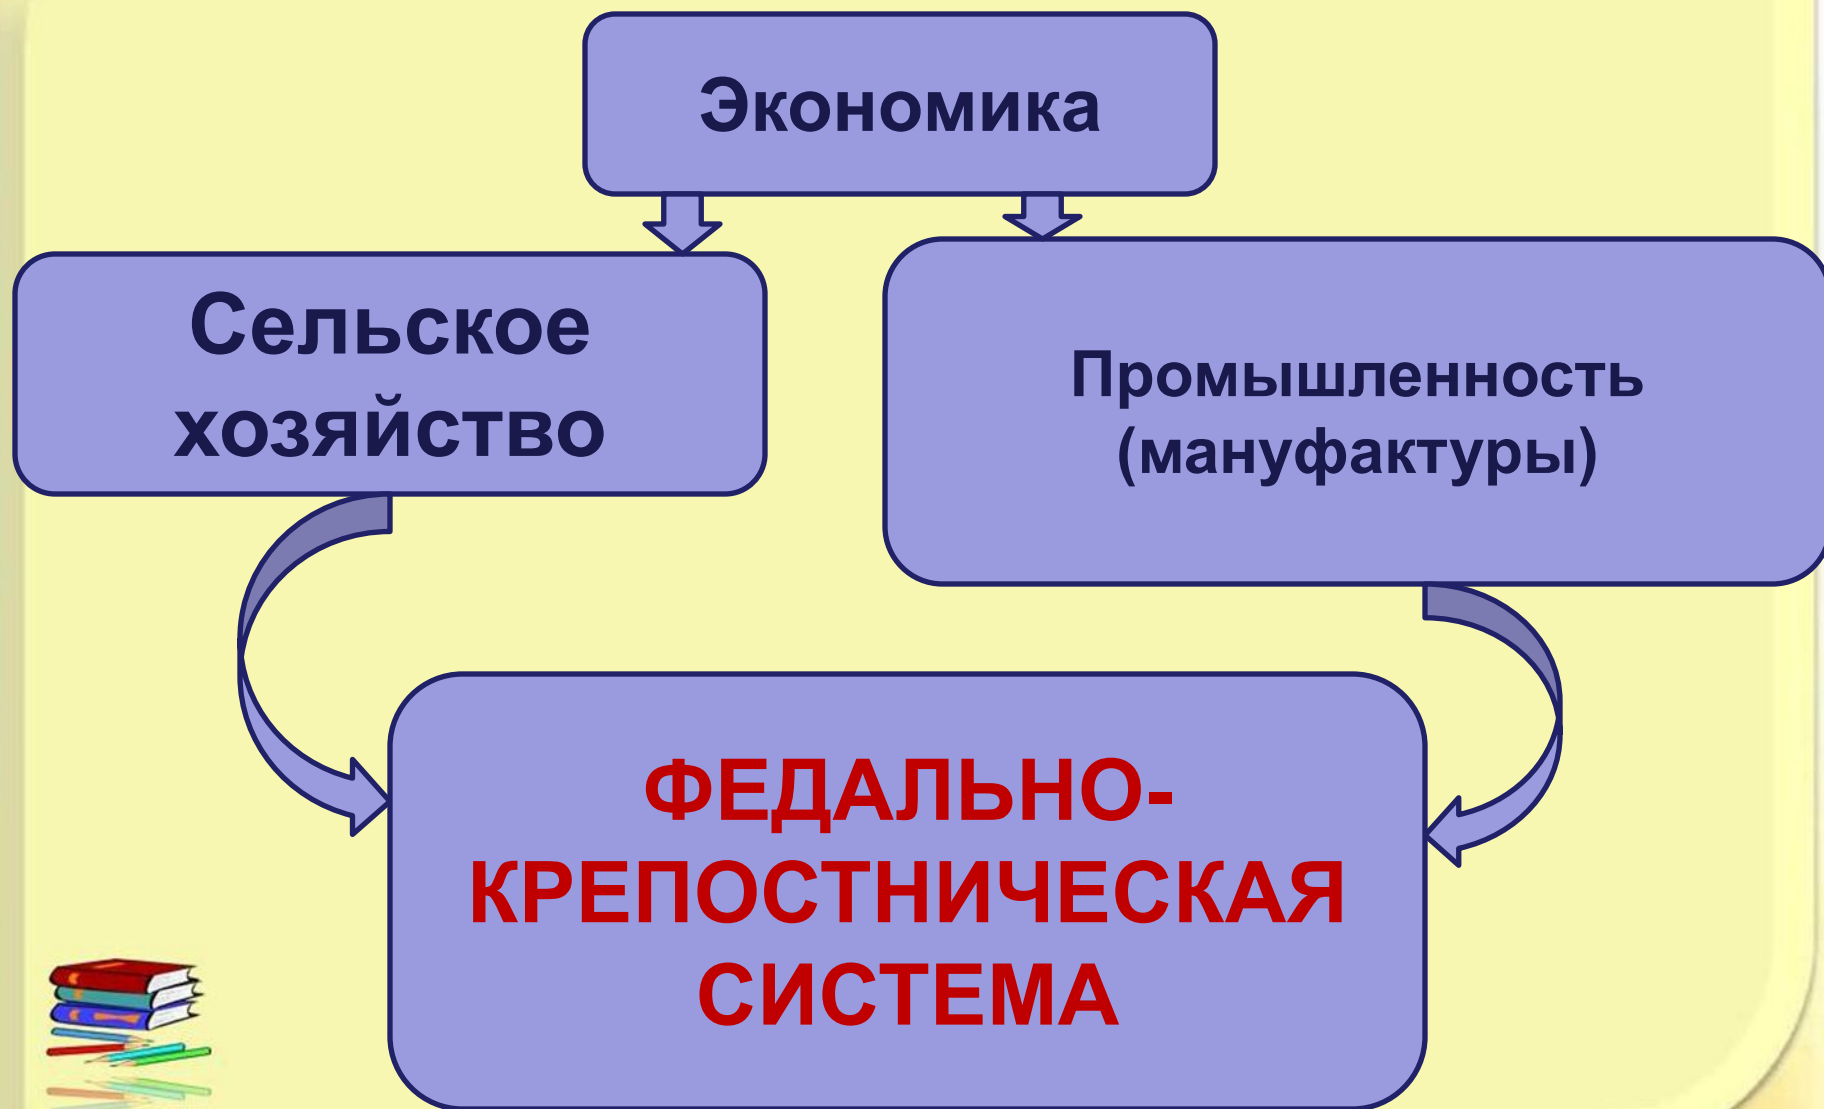 Экономика
Сельское
хозяйство
Промышленность
(мануфактуры)
ФЕДАЛЬНО-
КРЕПОСТНИЧЕСКАЯ
СИСТЕМА